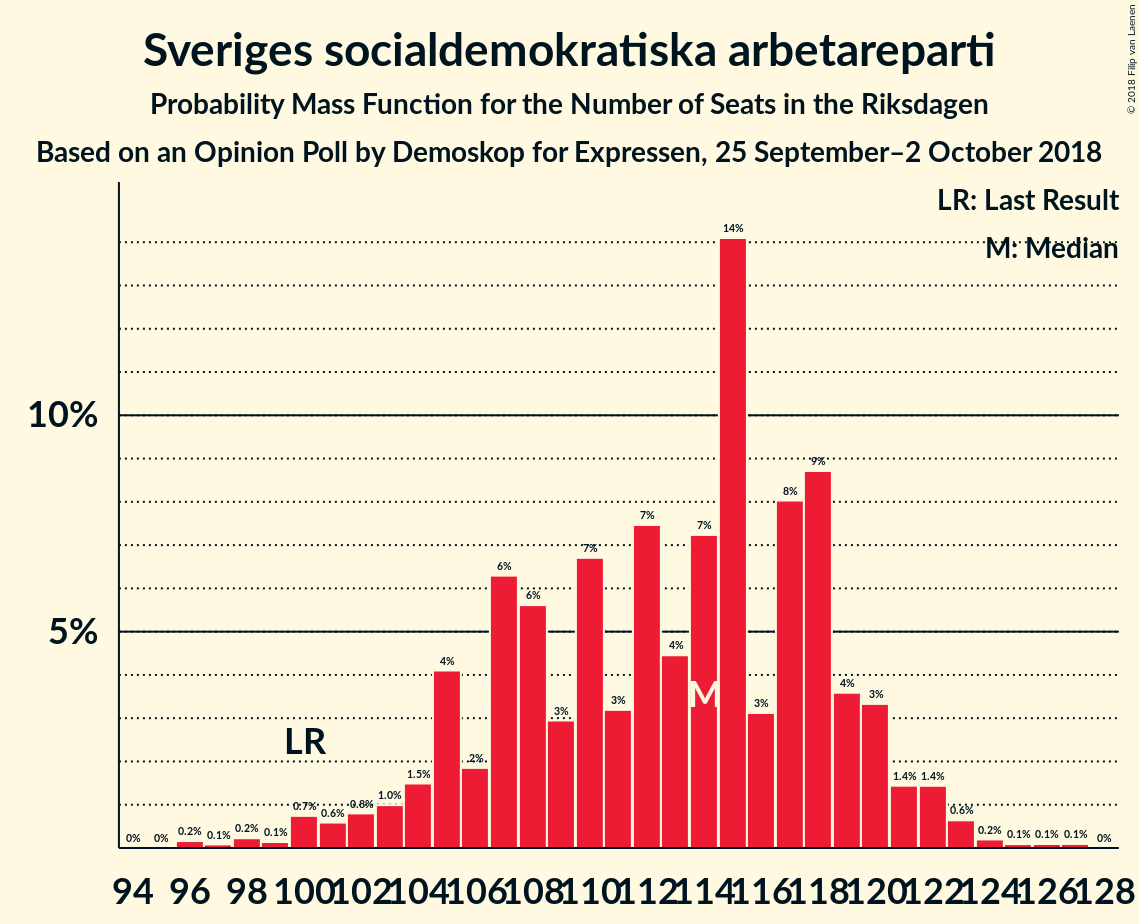 Sveriges socialdemokratiska arbetareparti
Probability Mass Function for the Number of Seats in the Riksdagen
Based on an Opinion Poll by Demoskop for Expressen, 25 September–2 October 2018
© 2018 Filip van Laenen
LR: Last Result
M: Median
10%
5%
0% 0% 0.2% 0.1% 0.2% 0.1% 0.7% 0.6% 0.8% 1.0% 1.5% 4% 2% 6% 6% 3% 7% 3% 7% 4% 7% 14% 3% 8% 9% 4% 3% 1.4% 1.4% 0.6% 0.2% 0.1% 0.1% 0.1% 0%
LR
M
94 96 98 100 102 104 106 108 110 112 114 116 118 120 122 124 126 128